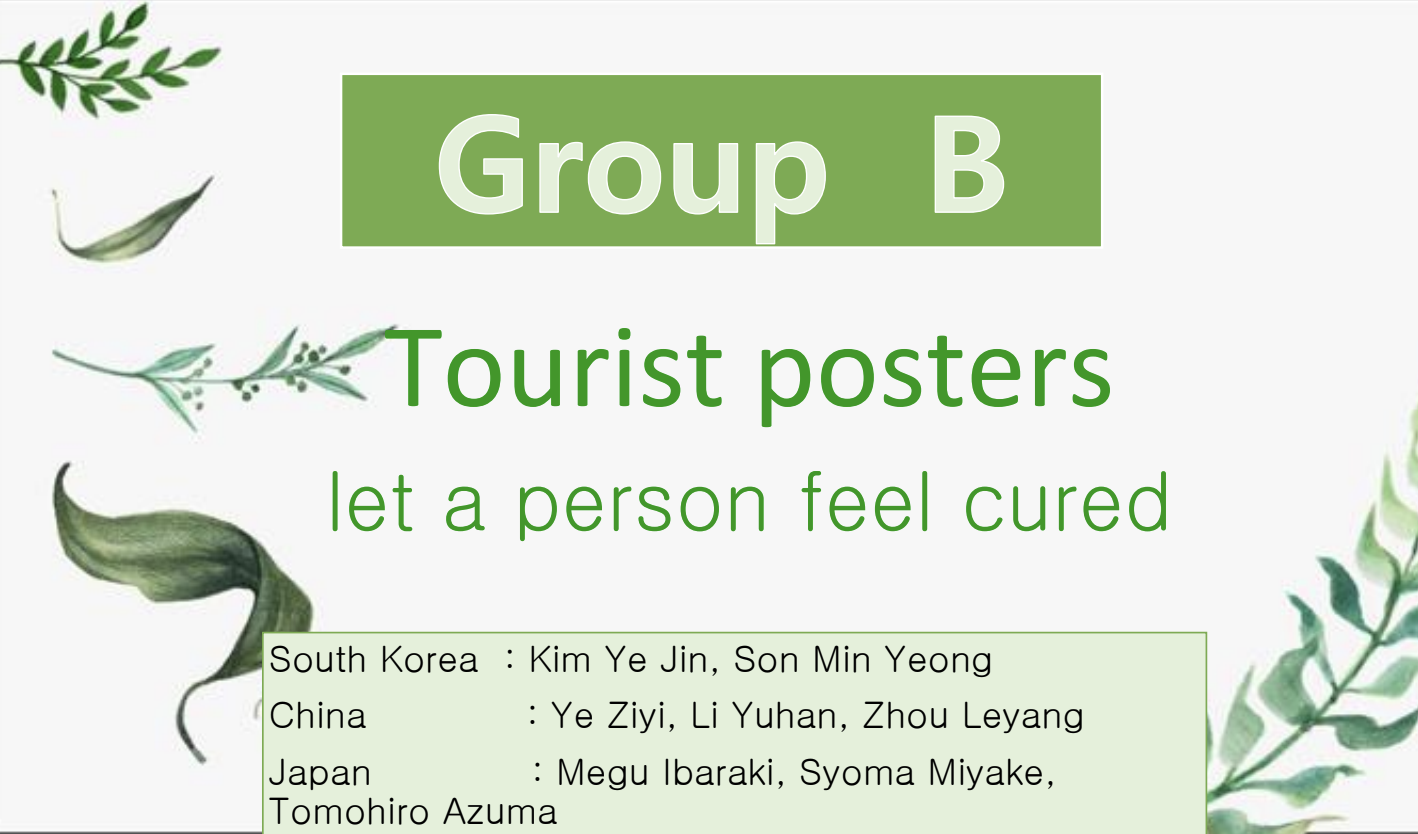 Group B
Tourist posters
let a person feel cured
South Korea : Kim Ye Jin, Son Min Yeong
China : Ye Ziyi, Li Yuhan, Zhou Leyang
Japan : Megu Ibaraki, Syoma Miyake,
Tomohiro Azuma